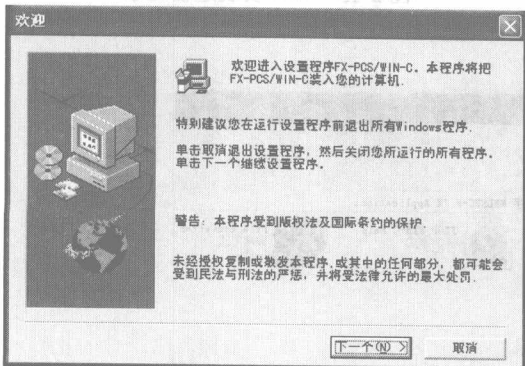 欢迎
欢迎进入设置程序FX-PCS/WIN-C。本程序将把
FX-PCS/WIN-C装入您的计算机.
特别建议您在运行设置程序前退出所有Windows程序.
单击取消退出设置程序，然后关闭您所运行的所有程序。
单击下一个继续设置程序。
警告：本程序受到版权法及国际条约的保护.
未经授权复制或散发本程序.或其中的任何部分，都可能会
受到民法与刑法的严惩，并将受法律允许的最大处罚.
下一个(N) >
取消